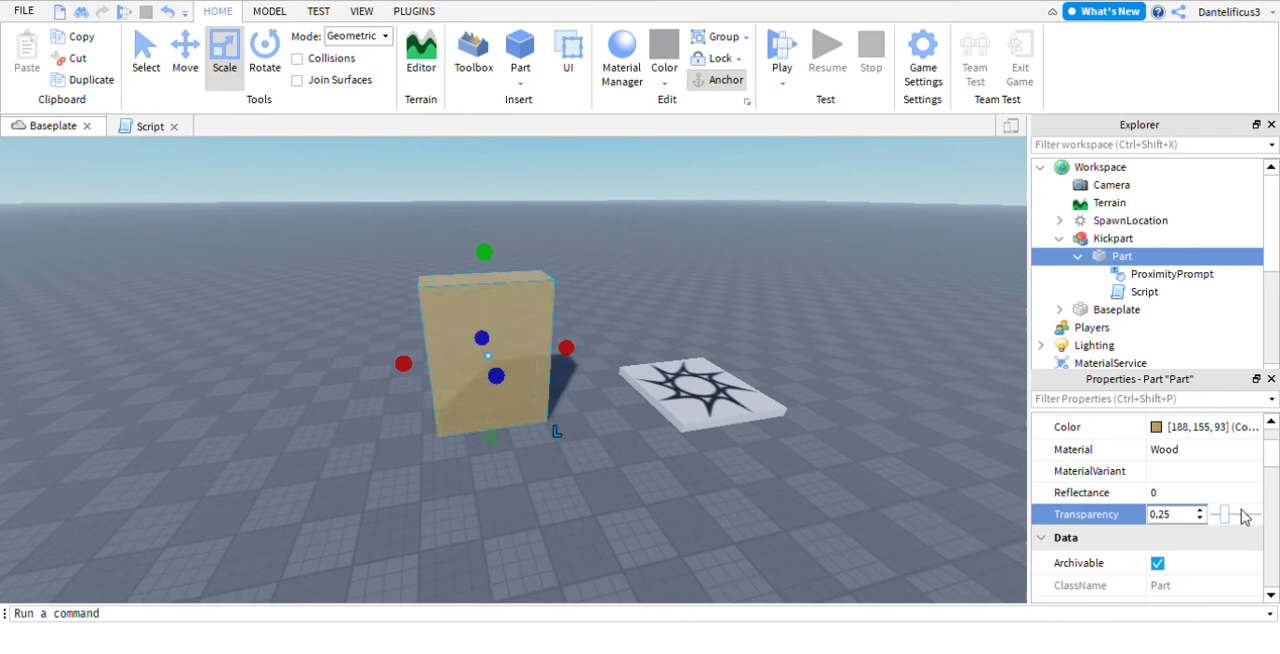 FILE HOME MODEL TEST VIEW PLUGINS What's New Dantelificus3
Paste Copy Cut Duplicate Clipboard
Select Move Scale Rotate Mode: Geometric Collisions Join Surfaces Tools
Editor Terrain
Toolbox Part UI Insert
Material Manager Color Group Lock Anchor Edit
Play Resume Stop Test
Game Settings Settings
Team Test Exit Game Team Test
Baseplate Script
L
Explorer
Filter workspace (Ctrl+Shift+X)
Workspace
Camera
Terrain
SpawnLocation
Kickpart
Part
ProximityPrompt
Script
Baseplate
Players
Lighting
MaterialService
Properties - Part "Part"
Filter Properties (Ctrl+Shift+P)
Color [188, 155, 93] (Co...
Material Wood
MaterialVariant
Reflectance 0
Transparency 0.25
Data
Archivable
ClassName Part
Run a command